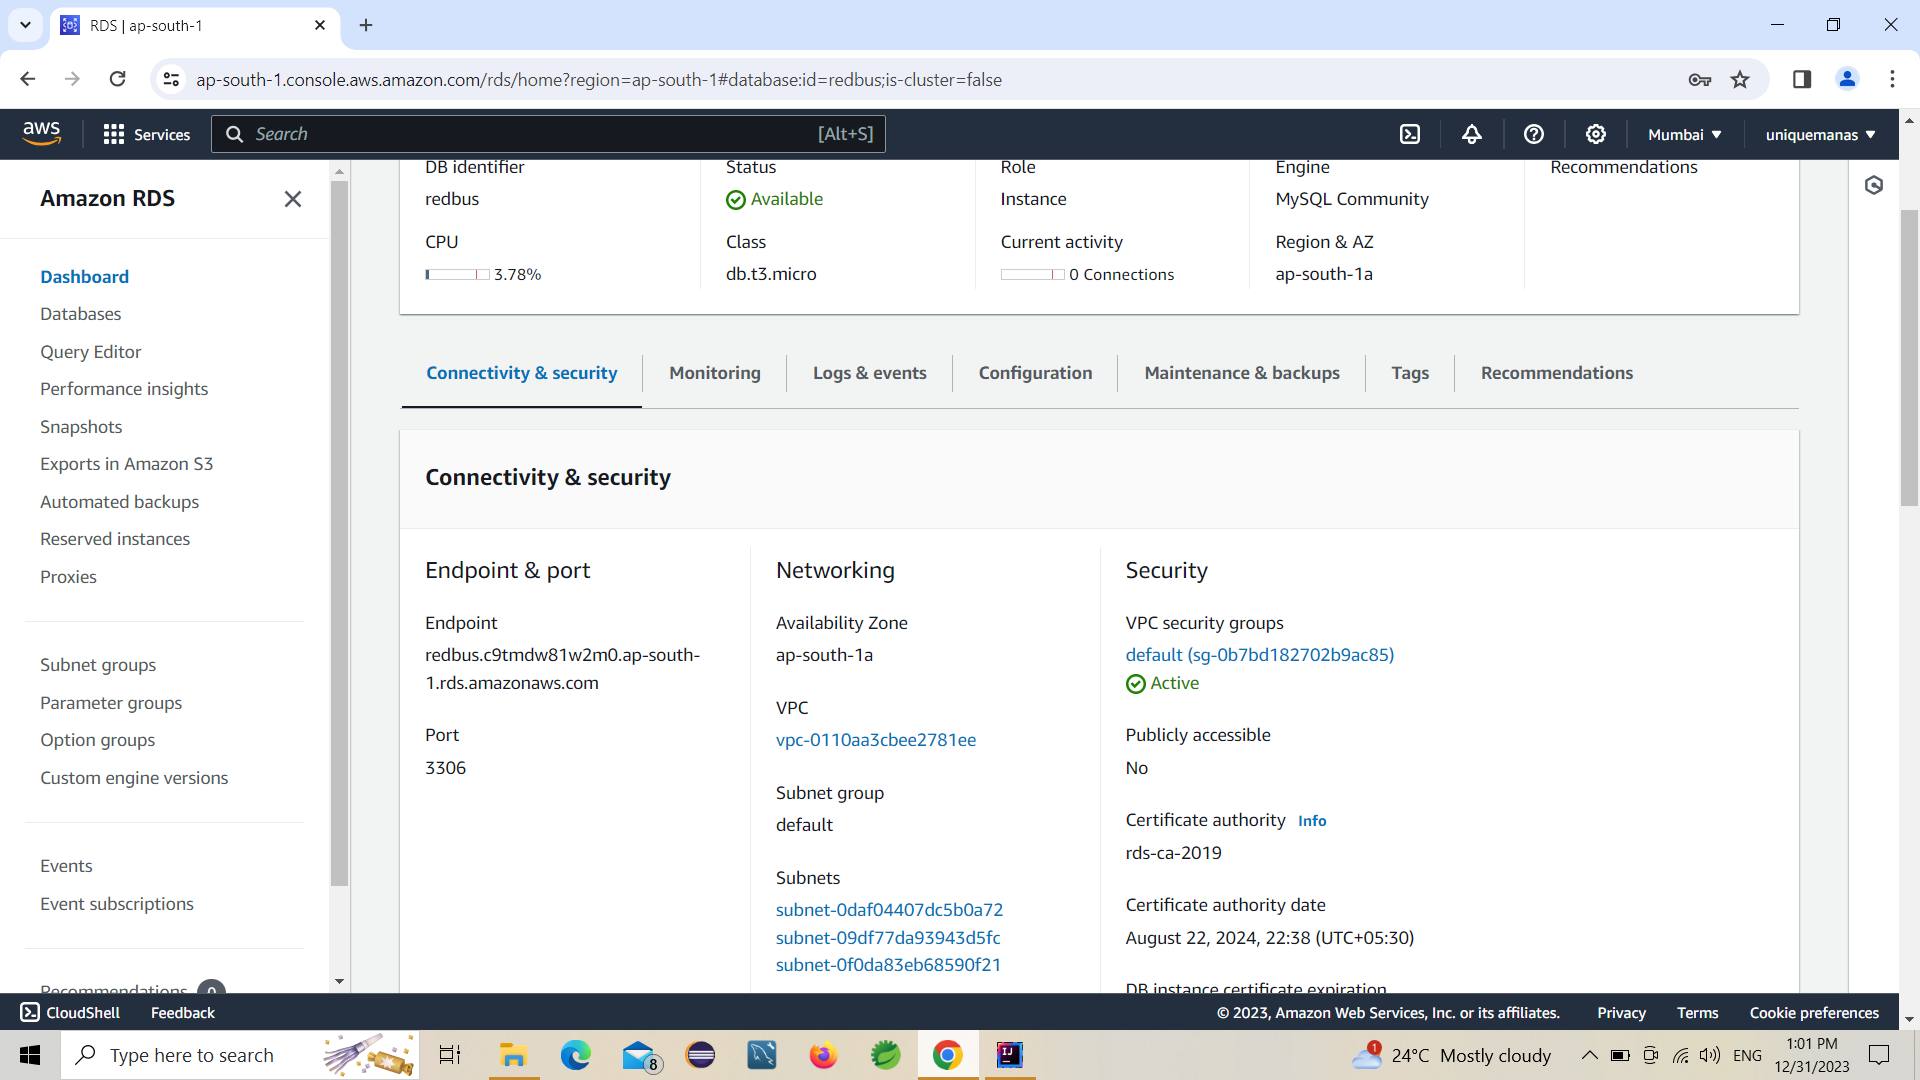 RDS | ap-south-1
ap-south-1.console.aws.amazon.com/rds/home?region=ap-south-1#database:id=redbus;is-cluster=false
aws
Services
Search
[Alt+S]
Mumbai
uniquemanas
Amazon RDS
Dashboard
Databases
Query Editor
Performance insights
Snapshots
Exports in Amazon S3
Automated backups
Reserved instances
Proxies
Subnet groups
Parameter groups
Option groups
Custom engine versions
Events
Event subscriptions
Recommendations 0
DB identifier
redbus
CPU
3.78%
Status
Available
Class
db.t3.micro
Role
Instance
Current activity
0 Connections
Engine
MySQL Community
Region & AZ
ap-south-1a
Recommendations
Connectivity & security
Monitoring
Logs & events
Configuration
Maintenance & backups
Tags
Recommendations
Connectivity & security
Endpoint & port
Endpoint
redbus.c9tmdw81w2m0.ap-south-
1.rds.amazonaws.com
Port
3306
Networking
Availability Zone
ap-south-1a
VPC
vpc-0110aa3cbee2781ee
Subnet group
default
Subnets
subnet-0daf04407dc5b0a72
subnet-09df77da93943d5fc
subnet-0f0da83eb68590f21
Security
VPC security groups
default (sg-0b7bd182702b9ac85)
Active
Publicly accessible
No
Certificate authority Info
rds-ca-2019
Certificate authority date
August 22, 2024, 22:38 (UTC+05:30)
DB instance certificate expiration
CloudShell
Feedback
© 2023, Amazon Web Services, Inc. or its affiliates.
Privacy
Terms
Cookie preferences
Type here to search
8
IJ
1
24°C Mostly cloudy
ENG
1:01 PM
12/31/2023